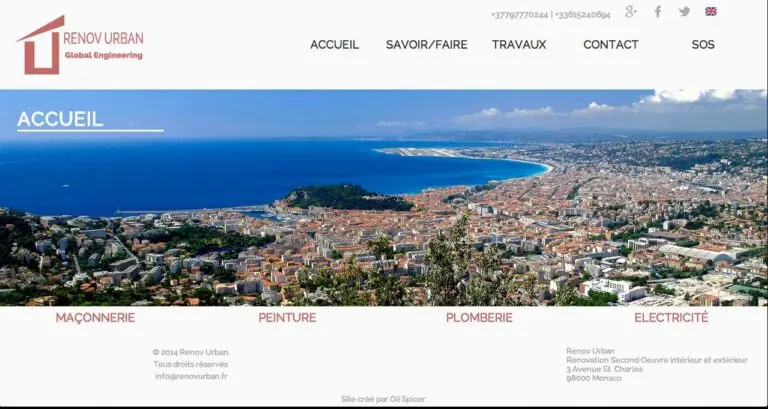 +37797770244 | +33615240694
RENOV URBAN
Global Engineering
ACCUEIL SAVOIR/FAIRE TRAVAUX CONTACT SOS
ACCUEIL
MAÇONNERIE PEINTURE PLOMBERIE ELECTRICITÉ
© 2014 Renov Urban.
Tous droits réservés
info@renovurban.fr
Renov Urban
Renovation Second Oeuvre intérieur et extérieur
3 Avenue St. Charles
98000 Monaco
Site créé par Oli Spicer